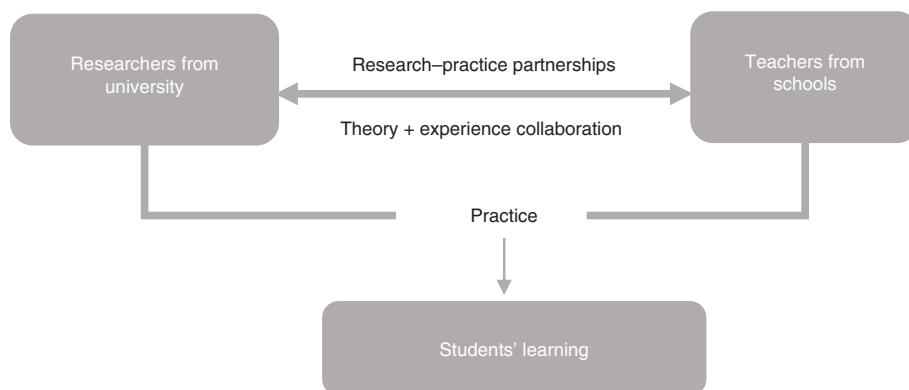 Researchers from
university
Research–practice partnerships
Theory + experience collaboration
Teachers from
schools
Practice
Students’ learning